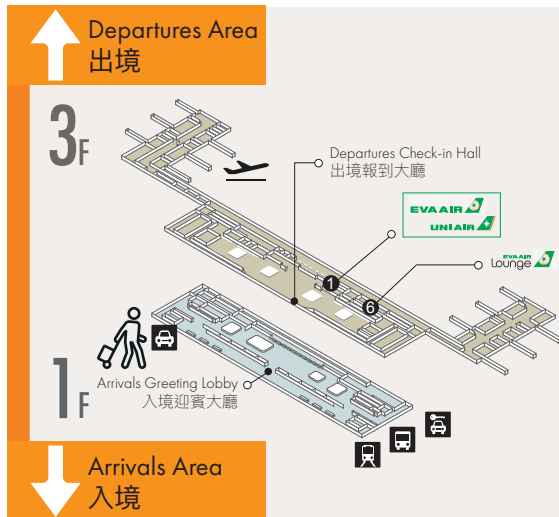 Departures Area
出境
3F
Departures Check-in Hall
出境報到大廳
EVA AIR
UNI AIR
1
EVA AIR
Lounge
6
Arrivals Greeting Lobby
入境迎賓大廳
1F
Arrivals Area
入境